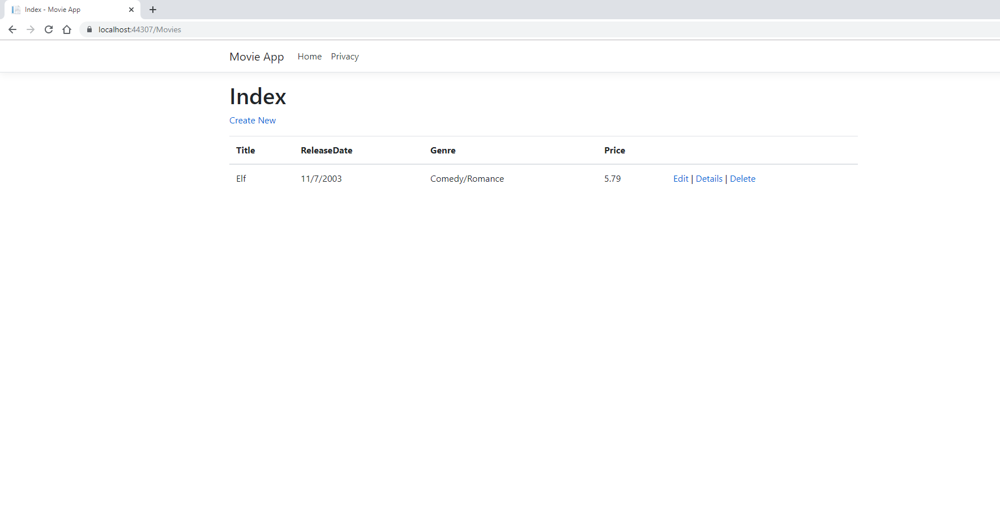 Index - Movie App
localhost:44307/Movies
Movie App Home Privacy
Index
Create New
Title ReleaseDate Genre Price
Elf 11/7/2003 Comedy/Romance 5.79 Edit | Details | Delete